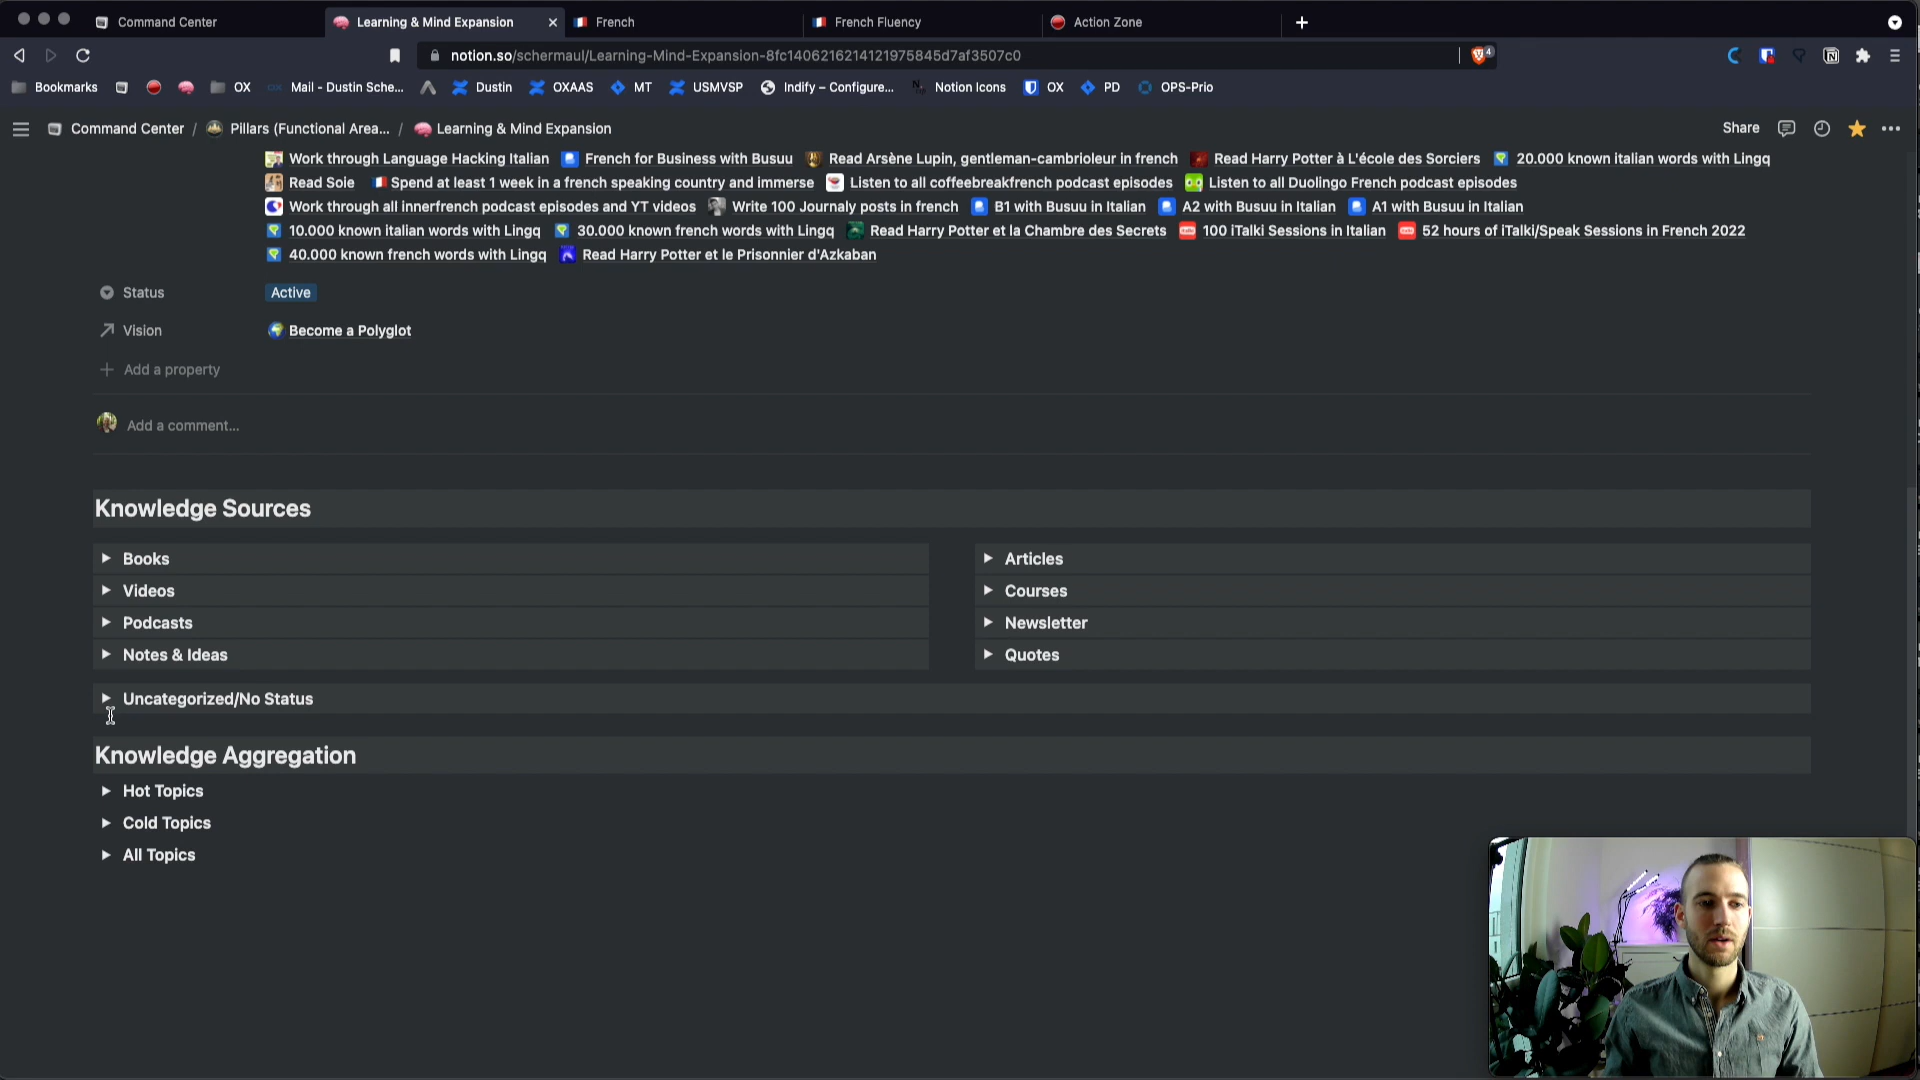 Command Center Learning & Mind Expansion French French Fluency Action Zone
notion.so/schermaul/Learning-Mind-Expansion-8fc1406216214121975845d7af3507c0 4
Bookmarks OX Mail - Dustin Sche... Dustin OXAAS MT USMVSP Indify – Configure... Notion Icons OX PD OPS-Prio
Command Center / Pillars (Functional Area... / Learning & Mind Expansion Share
Work through Language Hacking Italian French for Business with Busuu Read Arsène Lupin, gentleman-cambrioleur in french Read Harry Potter à L'école des Sorciers 20.000 known italian words with Lingq
Read Soie Spend at least 1 week in a french speaking country and immerse Listen to all coffeebreakfrench podcast episodes Listen to all Duolingo French podcast episodes
Work through all innerfrench podcast episodes and YT videos Write 100 Journaly posts in french B1 with Busuu in Italian A2 with Busuu in Italian A1 with Busuu in Italian
10.000 known italian words with Lingq 30.000 known french words with Lingq Read Harry Potter et la Chambre des Secrets 100 iTalki Sessions in Italian 52 hours of iTalki/Speak Sessions in French 2022
40.000 known french words with Lingq Read Harry Potter et le Prisonnier d'Azkaban
Status Active
Vision Become a Polyglot
Add a property
Add a comment...
Knowledge Sources
Books Articles
Videos Courses
Podcasts Newsletter
Notes & Ideas Quotes
Uncategorized/No Status
Knowledge Aggregation
Hot Topics
Cold Topics
All Topics